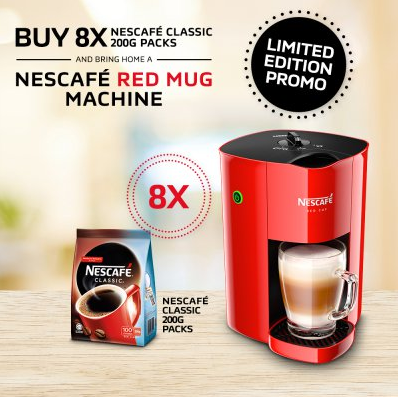 BUY 8X NESCAFÉ CLASSIC
200G PACKS
AND BRING HOME A
NESCAFÉ RED MUG
MACHINE
LIMITED
EDITION
PROMO
8X
NESCAFÉ
CLASSIC
200G
PACKS
NESCAFÉ
CLASSIC
100
NESCAFÉ
RED CUP